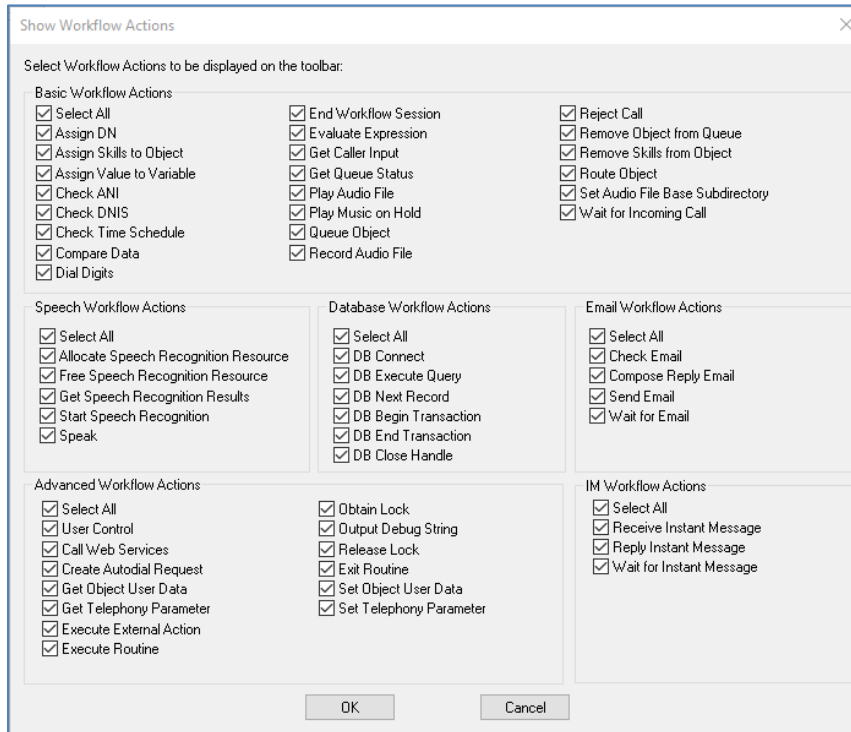 Show Workflow Actions
Select Workflow Actions to be displayed on the toolbar:
Basic Workflow Actions
Select All
Assign DN
Assign Skills to Object
Assign Value to Variable
Check ANI
Check DNIS
Check Time Schedule
Compare Data
Dial Digits
End Workflow Session
Evaluate Expression
Get Caller Input
Get Queue Status
Play Audio File
Play Music on Hold
Queue Object
Record Audio File
Reject Call
Remove Object from Queue
Remove Skills from Object
Route Object
Set Audio File Base Subdirectory
Wait for Incoming Call
Speech Workflow Actions
Select All
Allocate Speech Recognition Resource
Free Speech Recognition Resource
Get Speech Recognition Results
Start Speech Recognition
Speak
Database Workflow Actions
Select All
DB Connect
DB Execute Query
DB Next Record
DB Begin Transaction
DB End Transaction
DB Close Handle
Email Workflow Actions
Select All
Check Email
Compose Reply Email
Send Email
Wait for Email
Advanced Workflow Actions
Select All
User Control
Call Web Services
Create Autodial Request
Get Object User Data
Get Telephony Parameter
Execute External Action
Execute Routine
Obtain Lock
Output Debug String
Release Lock
Exit Routine
Set Object User Data
Set Telephony Parameter
IM Workflow Actions
Select All
Receive Instant Message
Reply Instant Message
Wait for Instant Message
OK
Cancel